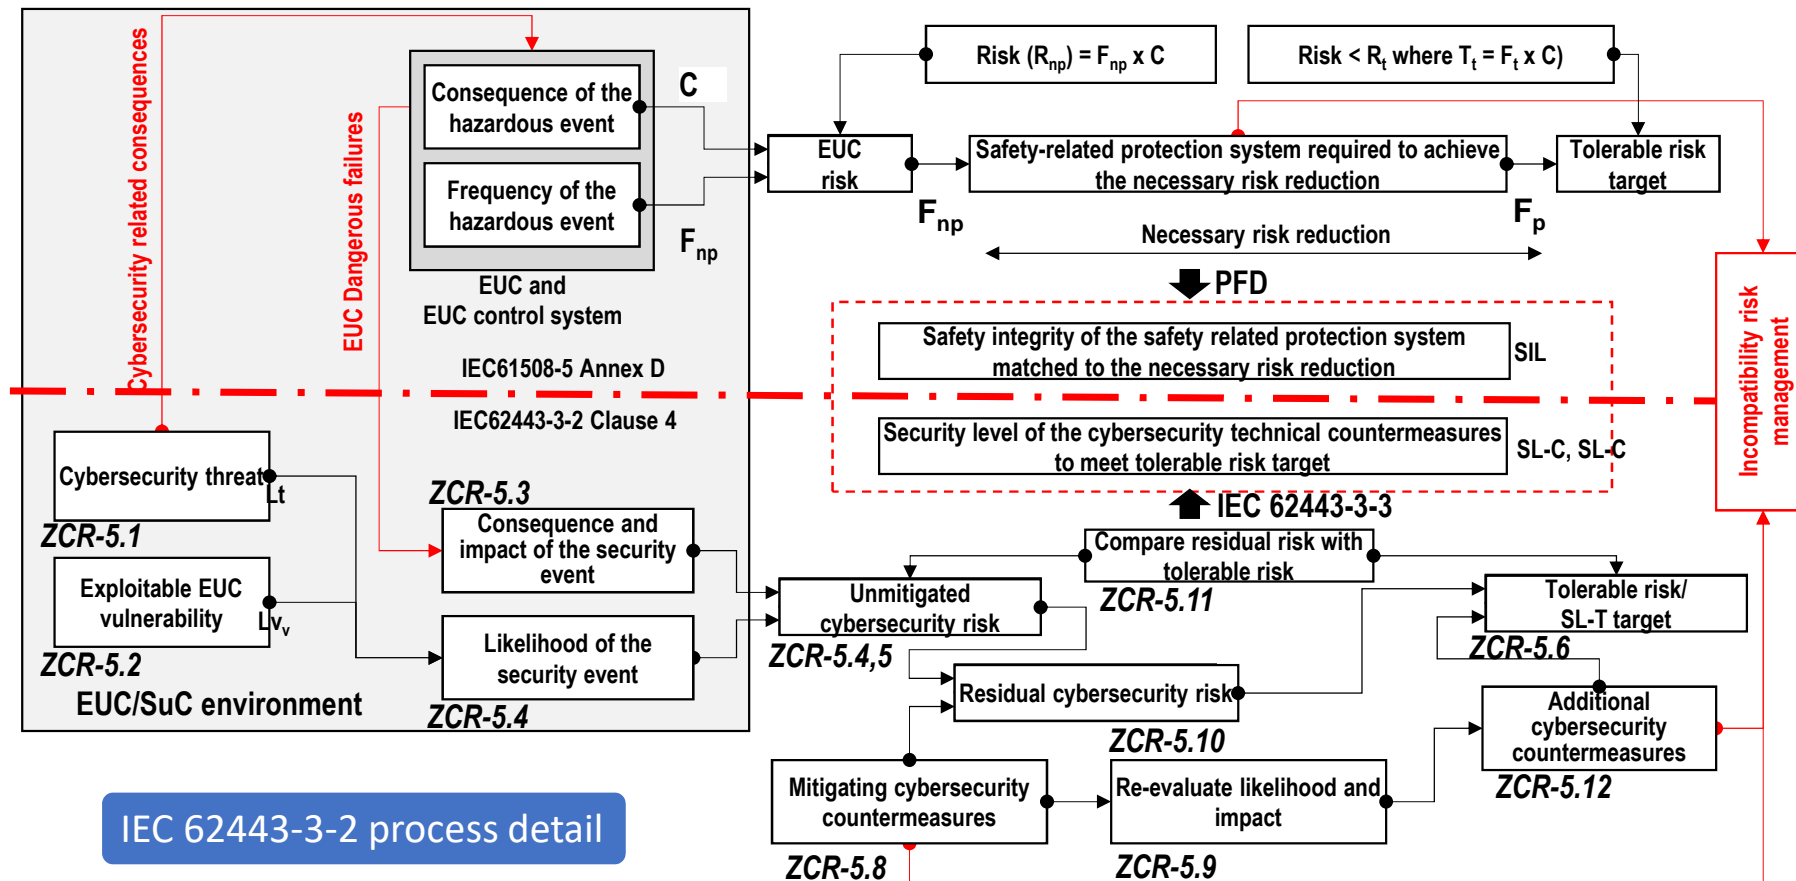 Risk (Rnp) = Fnp x C
Risk < Rt where Tt = Ft x C)
Cybersecurity related consequences
EUC Dangerous failures
Consequence of the
hazardous event
C
Frequency of the
hazardous event
Fnp
EUC and
EUC control system
EUC
risk
Fnp
Safety-related protection system required to achieve
the necessary risk reduction
Fp
Tolerable risk
target
Necessary risk reduction
PFD
Safety integrity of the safety related protection system
matched to the necessary risk reduction
SIL
IEC61508-5 Annex D
IEC62443-3-2 Clause 4
Security level of the cybersecurity technical countermeasures
to meet tolerable risk target
SL-C, SL-C
IEC 62443-3-3
Incompatibility risk
management
Cybersecurity threat
Lt
ZCR-5.1
Exploitable EUC
vulnerability
Lvv
ZCR-5.2
EUC/SuC environment
ZCR-5.3
Consequence and
impact of the security
event
Likelihood of the
security event
ZCR-5.4
Unmitigated
cybersecurity risk
ZCR-5.4,5
Compare residual risk with
tolerable risk
ZCR-5.11
Tolerable risk/
SL-T target
ZCR-5.6
Residual cybersecurity risk
ZCR-5.10
Additional
cybersecurity
countermeasures
ZCR-5.12
Mitigating cybersecurity
countermeasures
ZCR-5.8
Re-evaluate likelihood and
impact
ZCR-5.9
IEC 62443-3-2 process detail